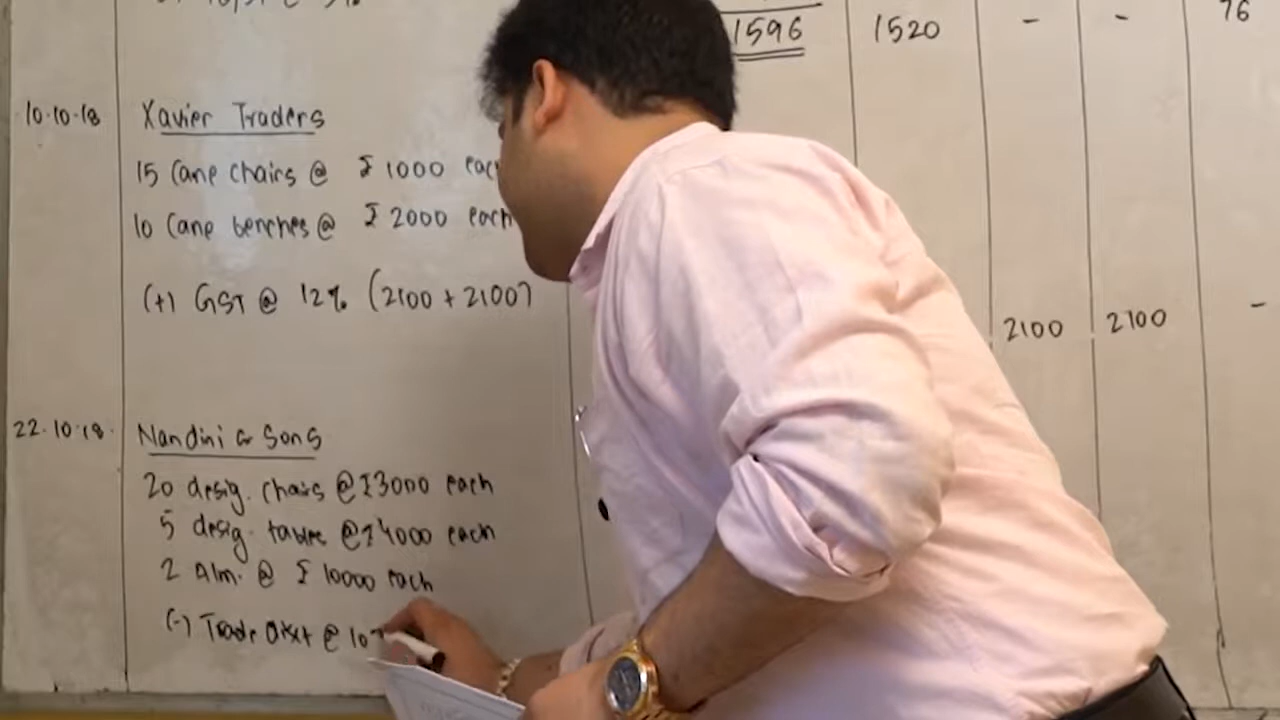 1596 1520 - - 76
10.10.18 Xavier Traders
15 Cane chairs @ ₹ 1000 each
10 Cane benches @ ₹ 2000 each
(+) GST @ 12% (2100 + 2100)
2100 2100 -
22.10.18 Nandini & Sons
20 desig. chairs @ ₹3000 each
5 desig. tables @ ₹4000 each
2 Alm. @ ₹ 10000 each
(-) Trade Disct @ 10%